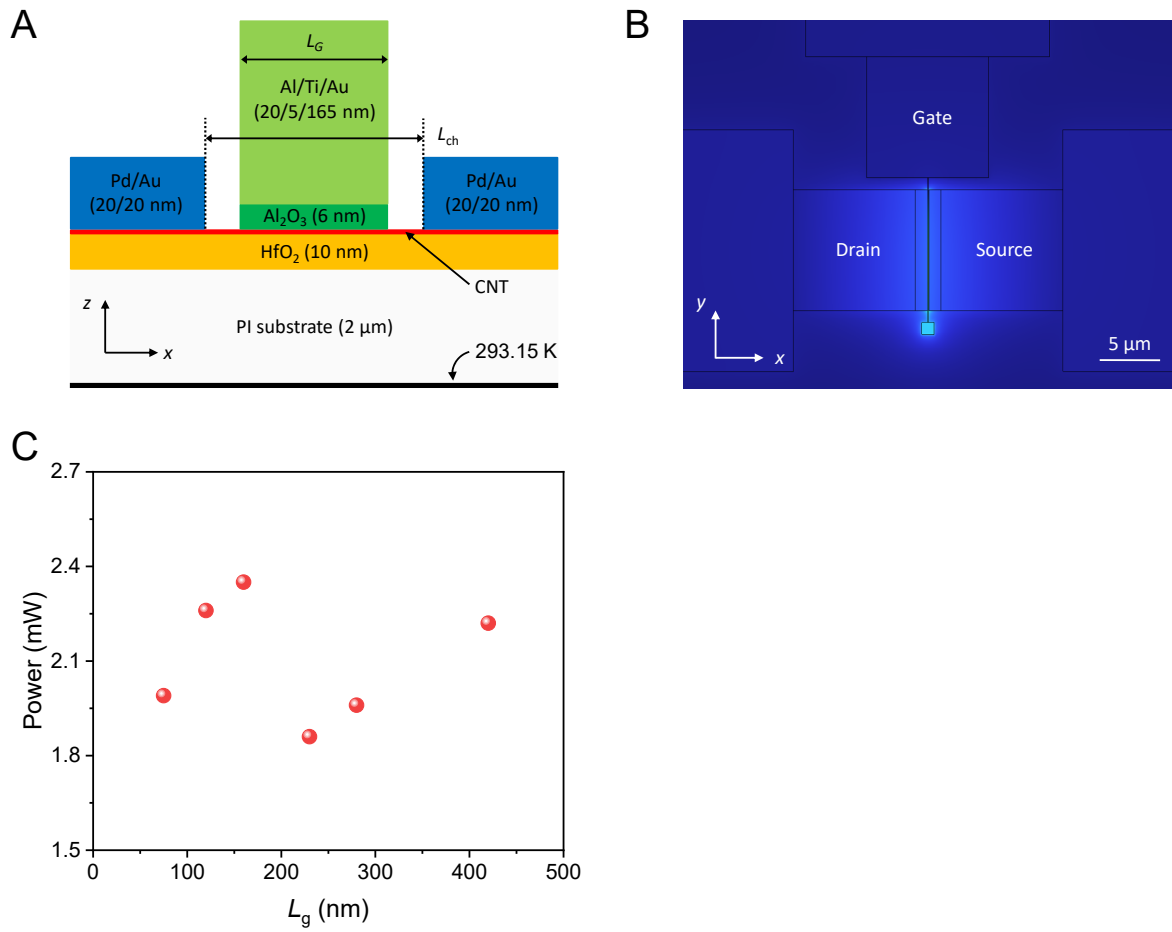 A
L_G
Al/Ti/Au
(20/5/165 nm)
L_ch
Pd/Au
(20/20 nm)
Pd/Au
(20/20 nm)
Al₂O₃ (6 nm)
HfO₂ (10 nm)
CNT
z
x
PI substrate (2 μm)
293.15 K
B
Gate
Drain
Source
y
x
5 μm
C
2.7
2.4
2.1
1.8
1.5
Power (mW)
0
100
200
300
400
500
L_g (nm)